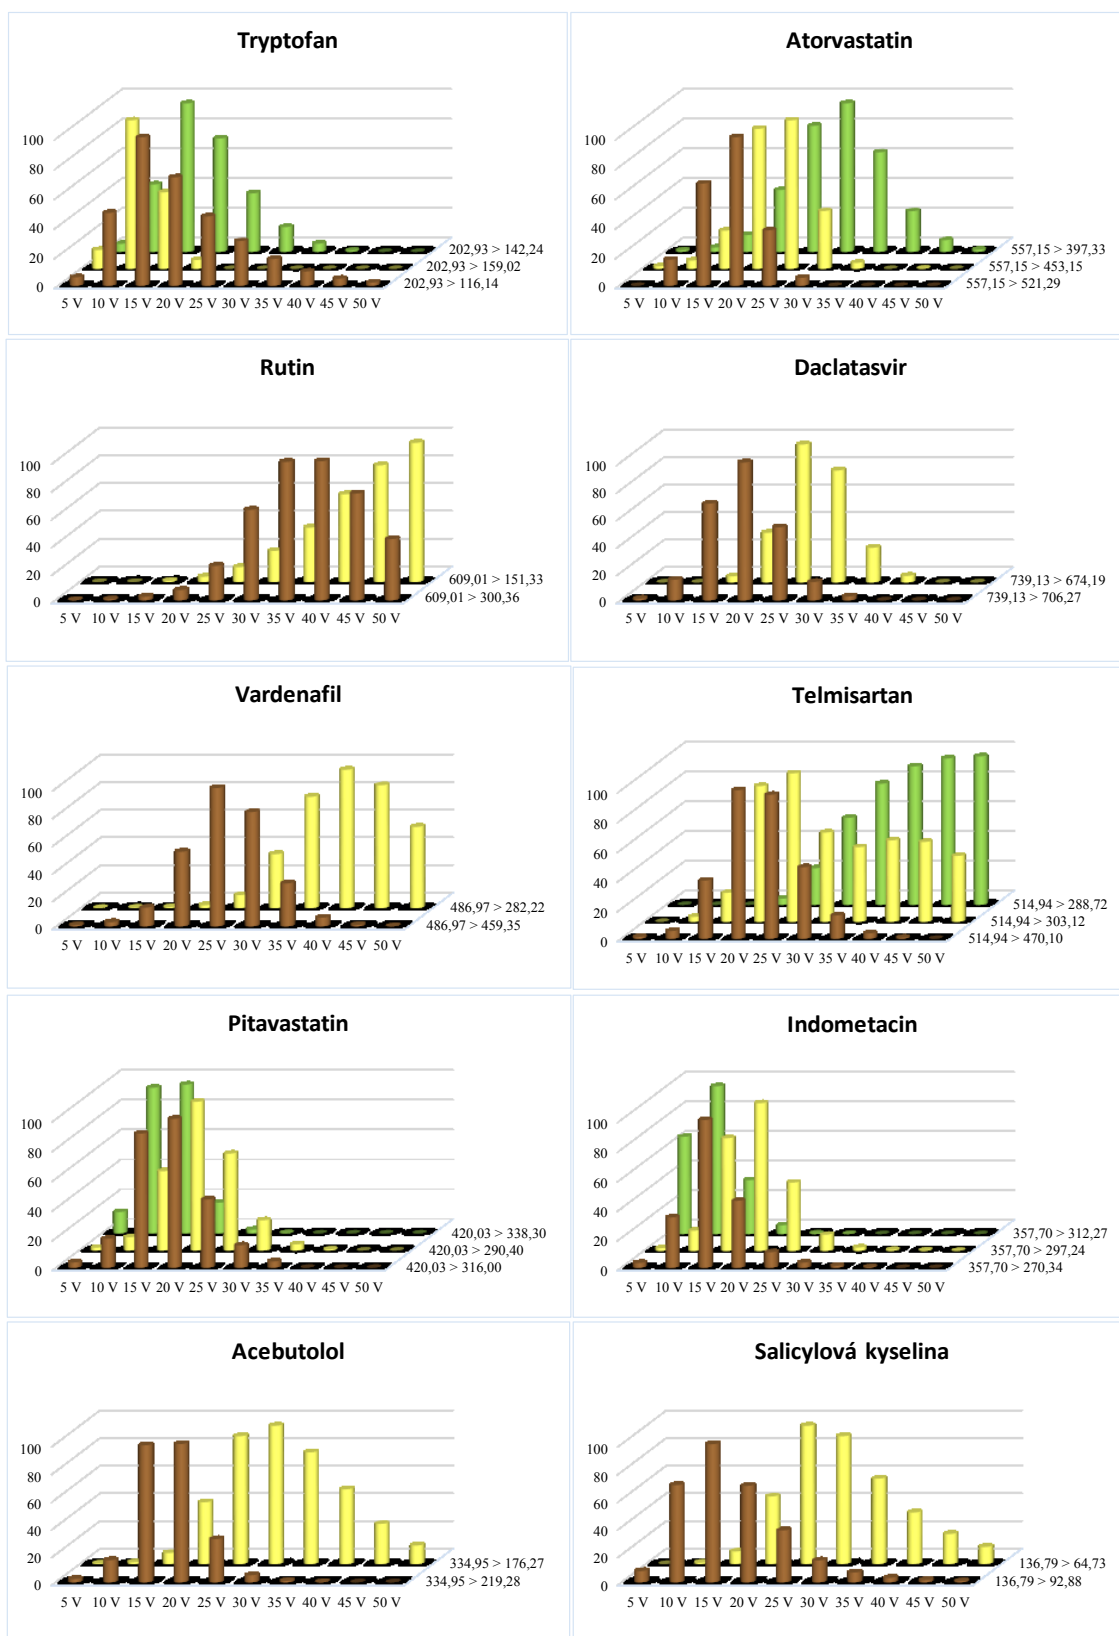 Tryptofan
100
80
60
40
20
0
5 V 10 V 15 V 20 V 25 V 30 V 35 V 40 V 45 V 50 V
202,93 > 142,24
202,93 > 159,02
202,93 > 116,14
Atorvastatin
100
80
60
40
20
0
5 V 10 V 15 V 20 V 25 V 30 V 35 V 40 V 45 V 50 V
557,15 > 397,33
557,15 > 453,15
557,15 > 521,29
Rutin
100
80
60
40
20
0
5 V 10 V 15 V 20 V 25 V 30 V 35 V 40 V 45 V 50 V
609,01 > 151,33
609,01 > 300,36
Daclatasvir
100
80
60
40
20
0
5 V 10 V 15 V 20 V 25 V 30 V 35 V 40 V 45 V 50 V
739,13 > 674,19
739,13 > 706,27
Vardenafil
100
80
60
40
20
0
5 V 10 V 15 V 20 V 25 V 30 V 35 V 40 V 45 V 50 V
486,97 > 282,22
486,97 > 459,35
Telmisartan
100
80
60
40
20
0
5 V 10 V 15 V 20 V 25 V 30 V 35 V 40 V 45 V 50 V
514,94 > 288,72
514,94 > 303,12
514,94 > 470,10
Pitavastatin
100
80
60
40
20
0
5 V 10 V 15 V 20 V 25 V 30 V 35 V 40 V 45 V 50 V
420,03 > 338,30
420,03 > 290,40
420,03 > 316,00
Indometacin
100
80
60
40
20
0
5 V 10 V 15 V 20 V 25 V 30 V 35 V 40 V 45 V 50 V
357,70 > 312,27
357,70 > 297,24
357,70 > 270,34
Acebutolol
100
80
60
40
20
0
5 V 10 V 15 V 20 V 25 V 30 V 35 V 40 V 45 V 50 V
334,95 > 176,27
334,95 > 219,28
Salicylová kyselina
100
80
60
40
20
0
5 V 10 V 15 V 20 V 25 V 30 V 35 V 40 V 45 V 50 V
136,79 > 64,73
136,79 > 92,88